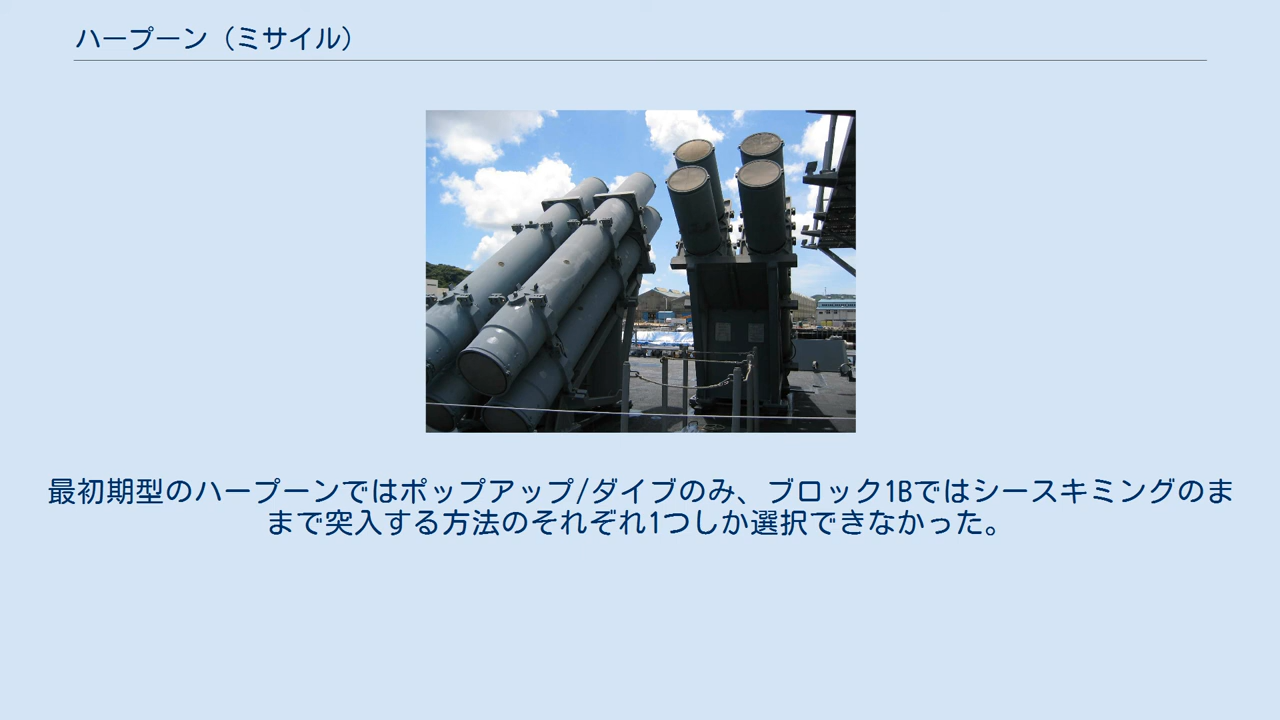 ハープーン（ミサイル）
最初期型のハープーンではポップアップ/ダイブのみ、ブロック1Bではシースキミングのま
まで突入する方法のそれぞれ1つしか選択できなかった。